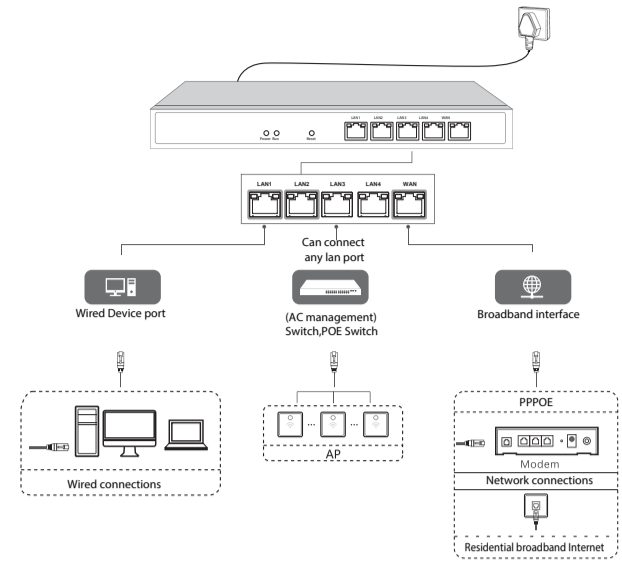 LAN1 LAN2 LAN3 LAN4 WAN
Power Run Reset
LAN1 LAN2 LAN3 LAN4 WAN
Can connect
any lan port
Wired Device port
(AC management)
Switch,POE Switch
Broadband interface
Wired connections
... ...
AP
PPPOE
Modem
Network connections
Residential broadband Internet